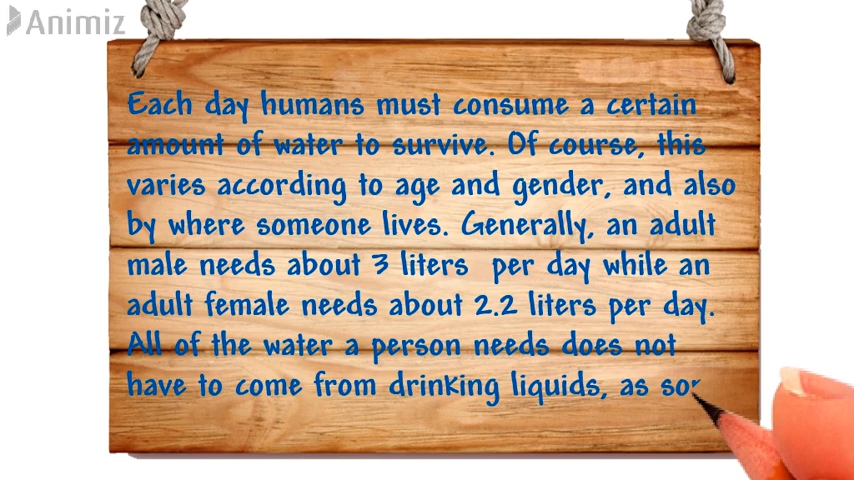 Animiz
Each day humans must consume a certain
amount of water to survive. Of course, this
varies according to age and gender, and also
by where someone lives. Generally, an adult
male needs about 3 liters per day while an
adult female needs about 2.2 liters per day.
All of the water a person needs does not
have to come from drinking liquids, as